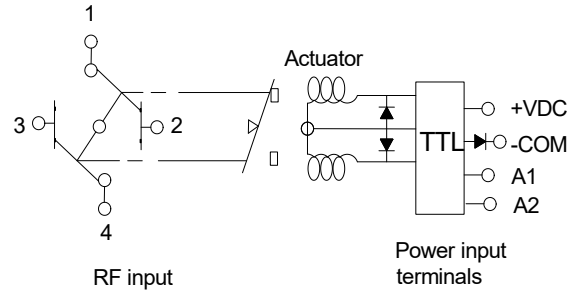 1
Actuator
+VDC
3
2
TTL
-COM
A1
A2
4
Power input
terminals
RF input